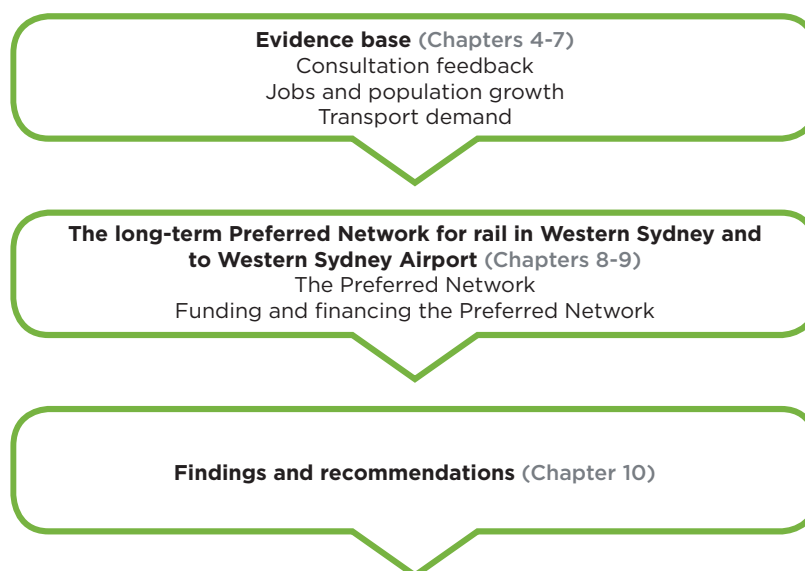 Evidence base (Chapters 4-7)
Consultation feedback
Jobs and population growth
Transport demand
The long-term Preferred Network for rail in Western Sydney and
to Western Sydney Airport (Chapters 8-9)
The Preferred Network
Funding and financing the Preferred Network
Findings and recommendations (Chapter 10)